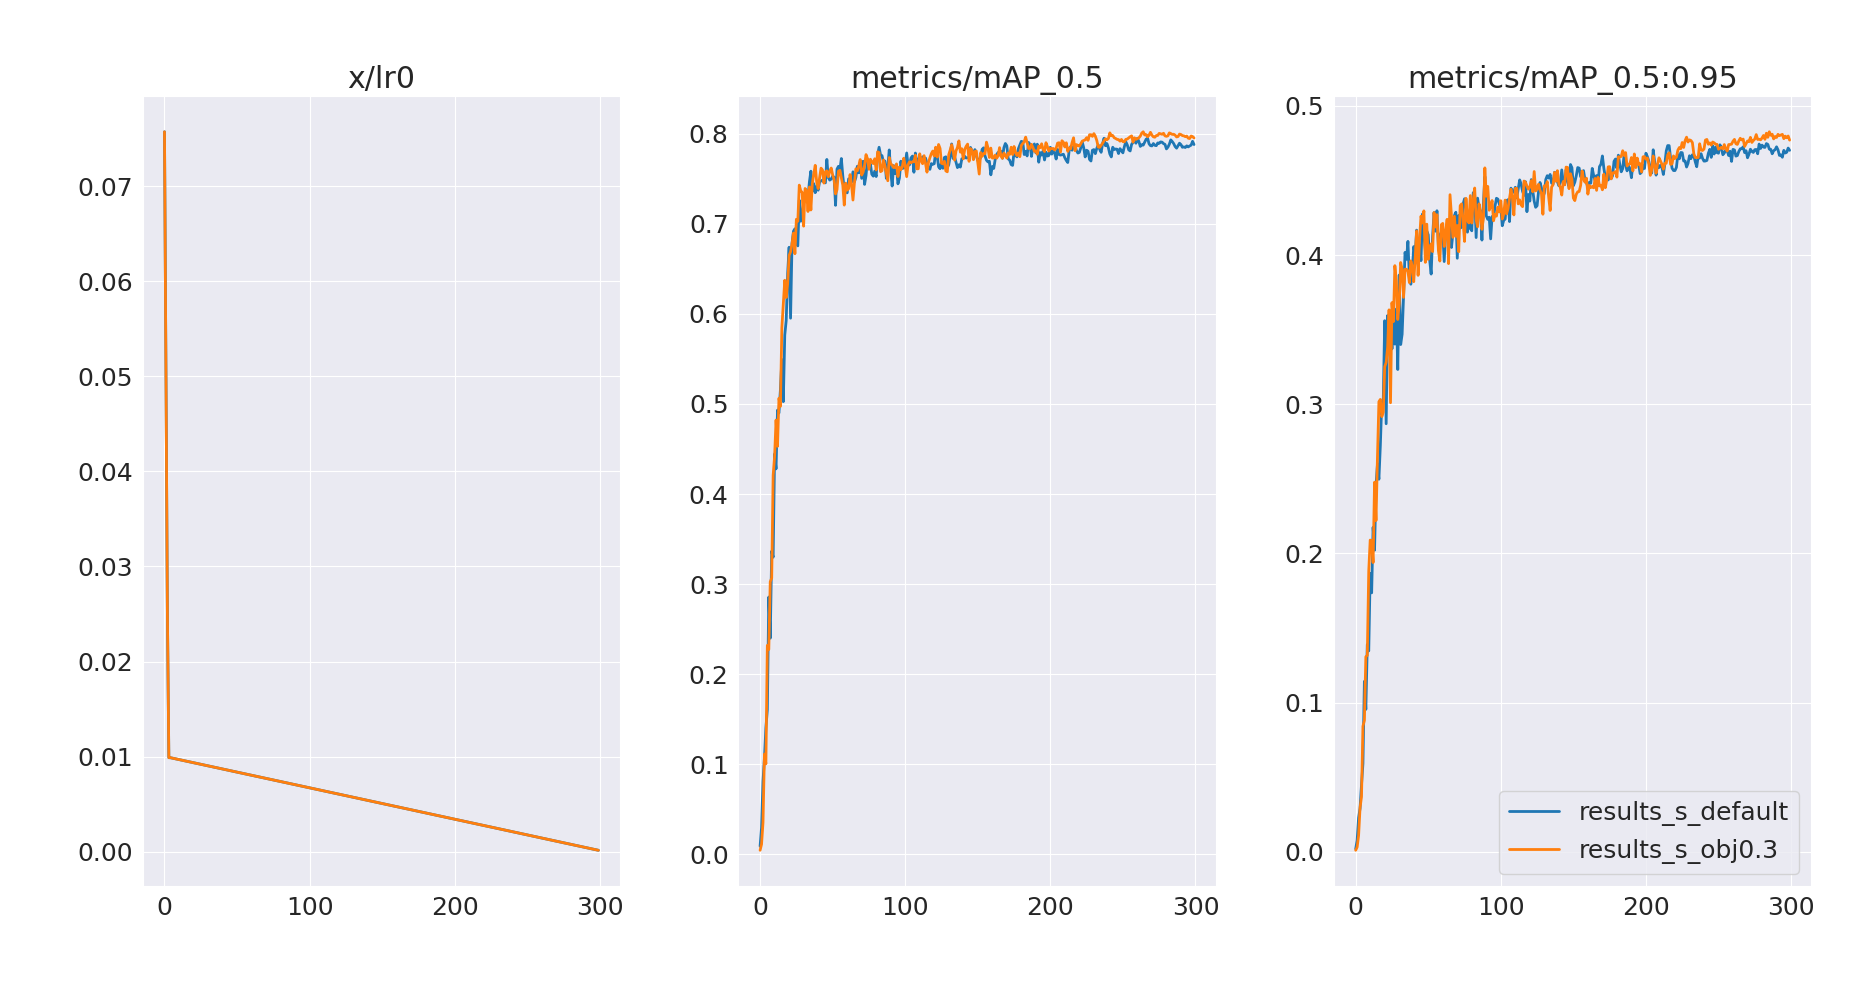 x/lr0
0.07
0.06
0.05
0.04
0.03
0.02
0.01
0.00
0 100 200 300
metrics/mAP_0.5
0.8
0.7
0.6
0.5
0.4
0.3
0.2
0.1
0.0
0 100 200 300
metrics/mAP_0.5:0.95
0.5
0.4
0.3
0.2
0.1
0.0
0 100 200 300
results_s_default
results_s_obj0.3